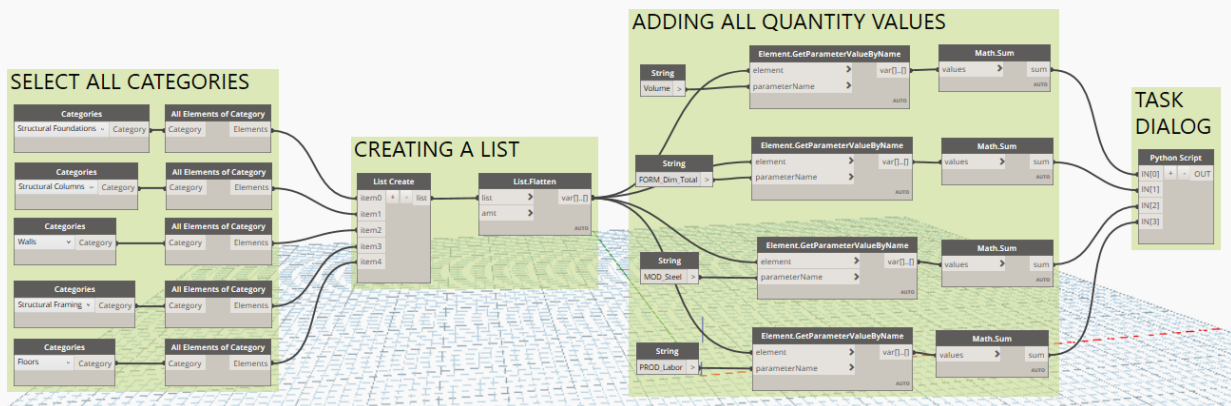 SELECT ALL CATEGORIES
Categories
Structural Foundations Category
All Elements of Category
Category Elements
Categories
Structural Columns Category
All Elements of Category
Category Elements
Categories
Walls Category
All Elements of Category
Category Elements
Categories
Structural Framing Category
All Elements of Category
Category Elements
Categories
Floors Category
All Elements of Category
Category Elements
CREATING A LIST
List Create
item0 + - list
item1
item2
item3
item4
List.Flatten
list > var[]..[]
amt >
AUTO
ADDING ALL QUANTITY VALUES
String
Volume >
Element.GetParameterValueByName
element > var[]..[]
parameterName >
AUTO
Math.Sum
values > sum
AUTO
String
FORM_Dim_Total >
Element.GetParameterValueByName
element > var[]..[]
parameterName >
AUTO
Math.Sum
values > sum
AUTO
String
MOD_Steel >
Element.GetParameterValueByName
element > var[]..[]
parameterName >
AUTO
Math.Sum
values > sum
AUTO
String
PROD_Labor >
Element.GetParameterValueByName
element > var[]..[]
parameterName >
AUTO
Math.Sum
values > sum
AUTO
TASK
DIALOG
Python Script
IN[0] + - OUT
IN[1]
IN[2]
IN[3]